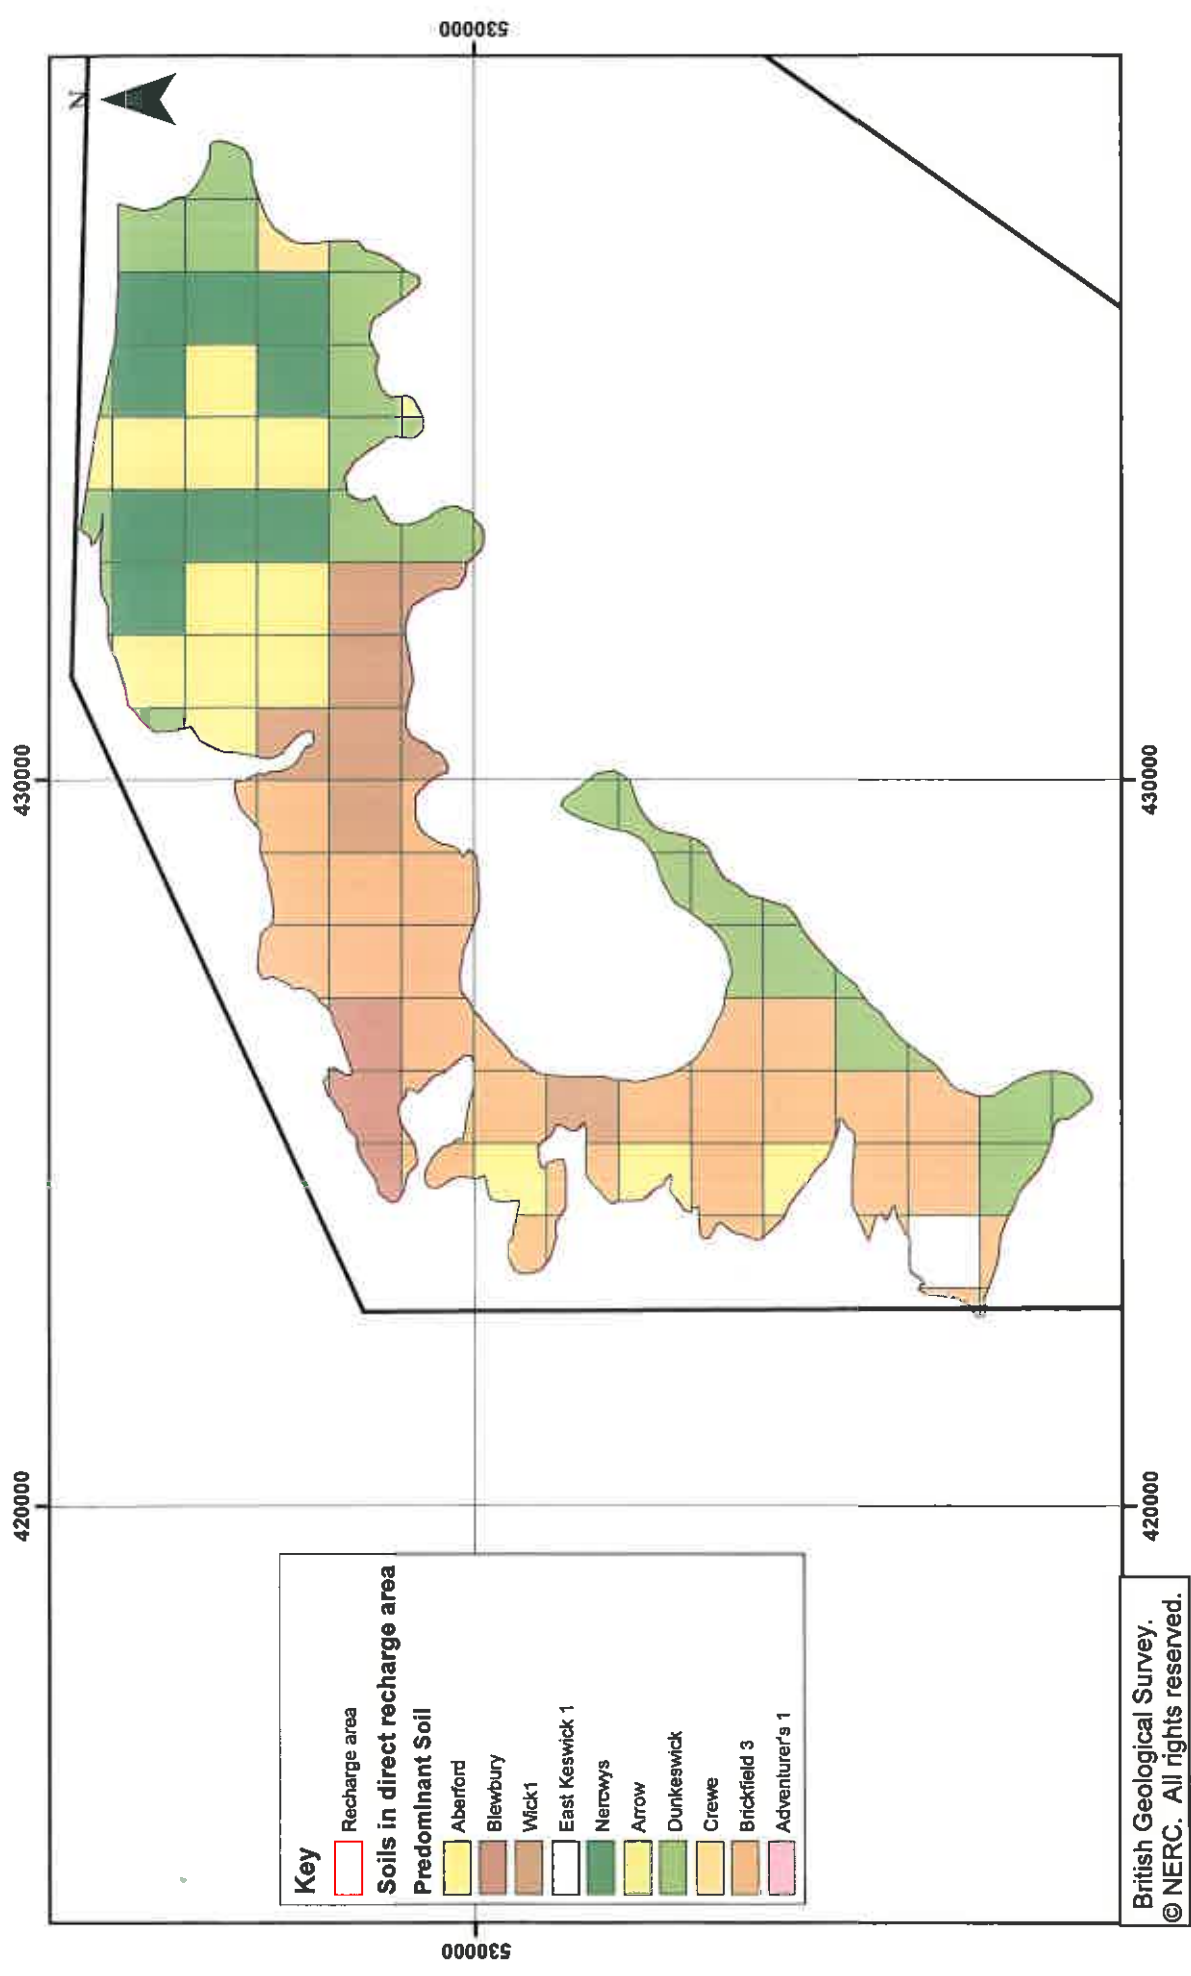 530000
N
430000
420000
Key
Recharge area
Soils in direct recharge area
Predominant Soil
Aberford
Blewbury
Wick1
East Keswick 1
Nercwys
Arrow
Dunkeswick
Crewe
Brickfield 3
Adventurer's 1
530000
430000
420000
British Geological Survey.
© NERC. All rights reserved.